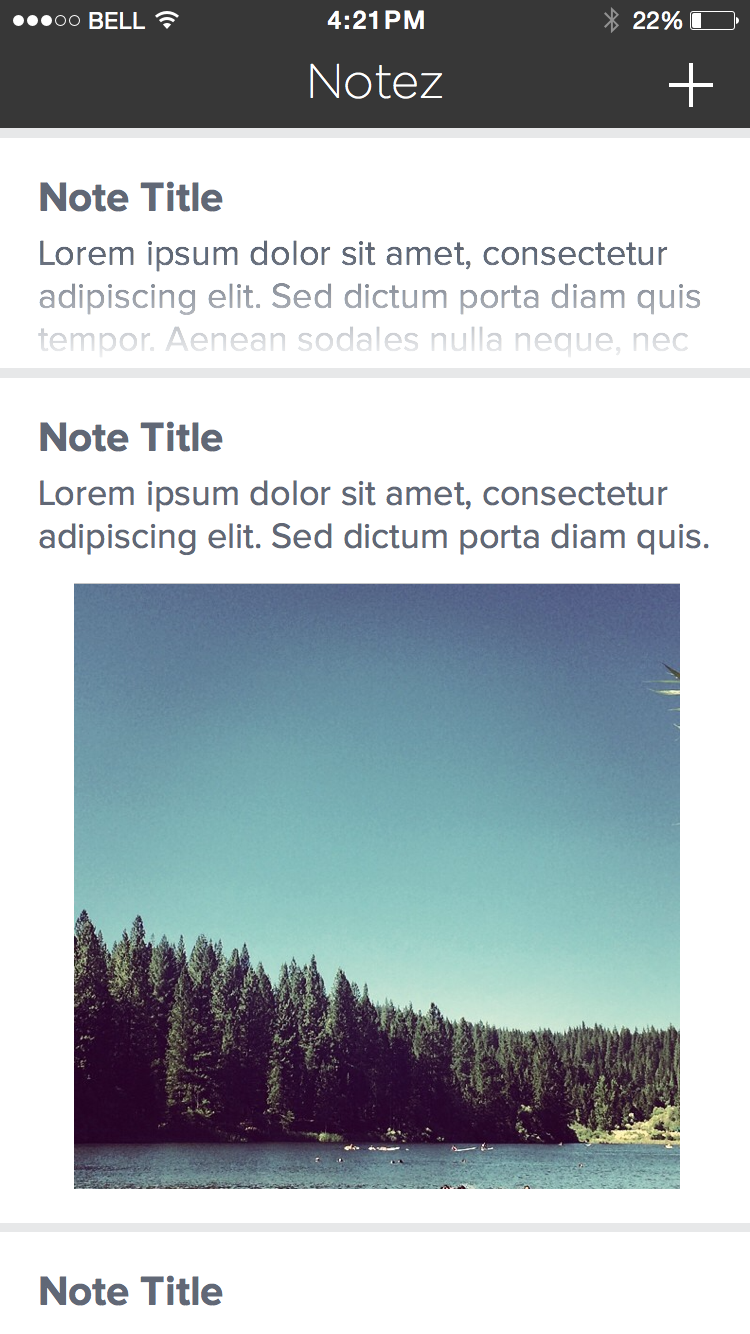 BELL 4:21PM 22%
Notez
Note Title
Lorem ipsum dolor sit amet, consectetur
adipiscing elit. Sed dictum porta diam quis
tempor. Aenean sodales nulla neque, nec
Note Title
Lorem ipsum dolor sit amet, consectetur
adipiscing elit. Sed dictum porta diam quis.
Note Title